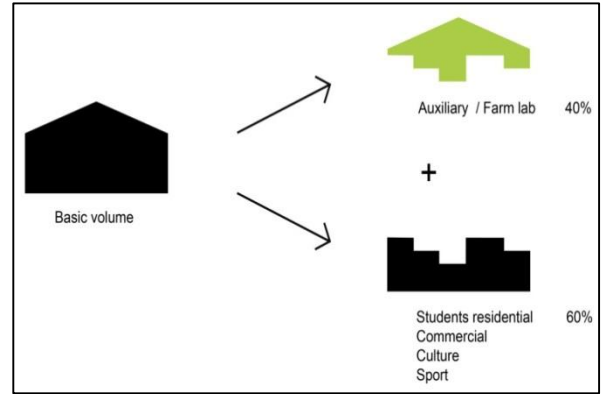 Basic volume
Auxiliary / Farm lab 40%
+
Students residential 60%
Commercial
Culture
Sport